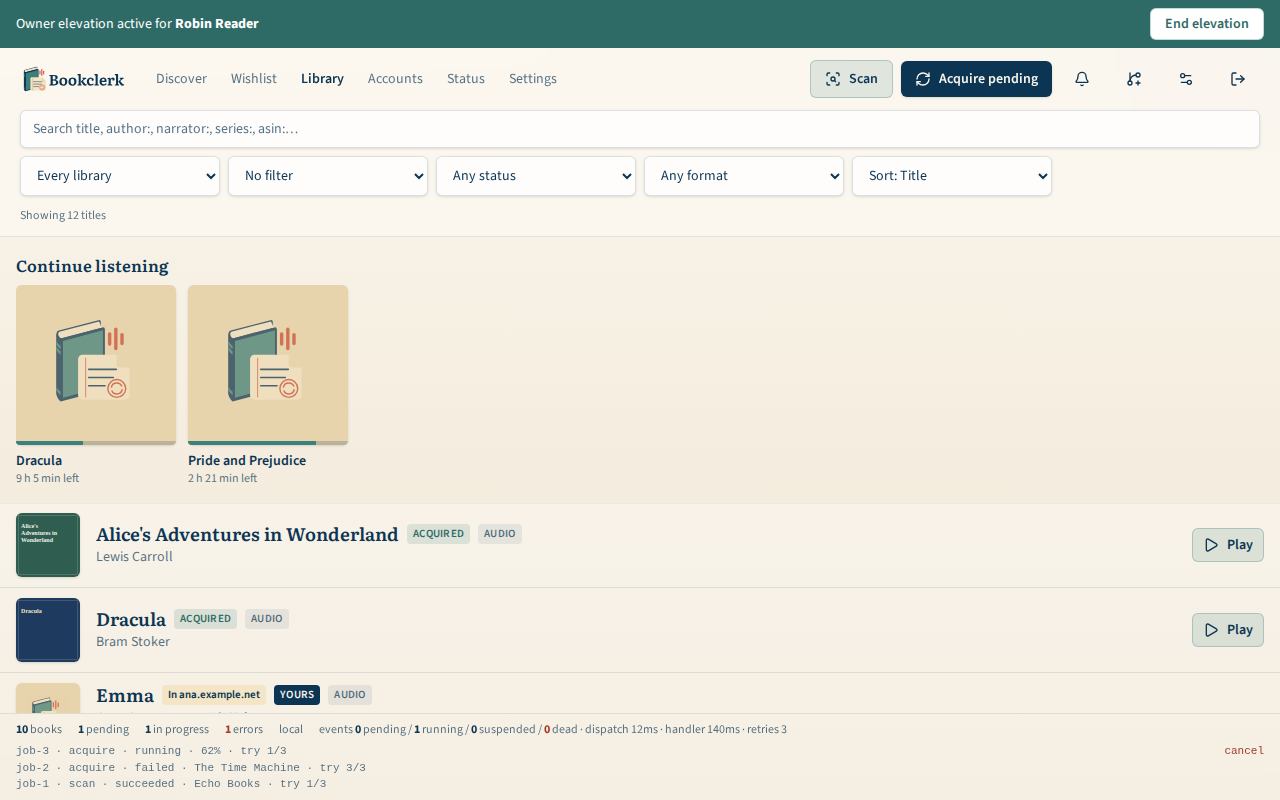 Owner elevation active for Robin Reader
End elevation
Bookclerk
Discover
Wishlist
Library
Accounts
Status
Settings
Scan
Acquire pending
Search title, author:, narrator:, series:, asin:…
Every library
No filter
Any status
Any format
Sort: Title
Showing 12 titles
Continue listening
Dracula
9 h 5 min left
Pride and Prejudice
2 h 21 min left
Alice's
Adventures in
Wonderland
Alice's Adventures in Wonderland ACQUIRED AUDIO
Lewis Carroll
Play
Dracula
Dracula ACQUIRED AUDIO
Bram Stoker
Play
Emma In ana.example.net YOURS AUDIO
10 books 1 pending 1 in progress 1 errors local events 0 pending / 1 running / 0 suspended / 0 dead · dispatch 12ms · handler 140ms · retries 3
job-3 · acquire · running · 62% · try 1/3
cancel
job-2 · acquire · failed · The Time Machine · try 3/3
job-1 · scan · succeeded · Echo Books · try 1/3